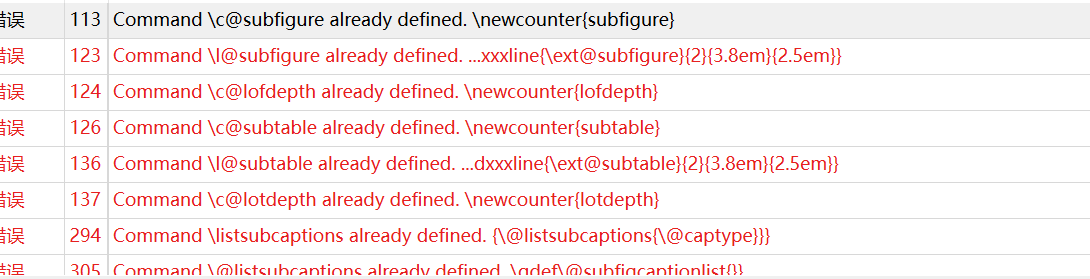 错误 113 Command \c@subfigure already defined. \newcounter{subfigure}
错误 123 Command \l@subfigure already defined. ...xxxline{\ext@subfigure}{2}{3.8em}{2.5em}}
错误 124 Command \c@lofdepth already defined. \newcounter{lofdepth}
错误 126 Command \c@subtable already defined. \newcounter{subtable}
错误 136 Command \l@subtable already defined. ...dxxxline{\ext@subtable}{2}{3.8em}{2.5em}}
错误 137 Command \c@lotdepth already defined. \newcounter{lotdepth}
错误 294 Command \listsubcaptions already defined. {\@listsubcaptions{\@captype}}}
错误 305 Command \@listsubcaptions already defined. \gdef\@subfigcaptionlist{}}